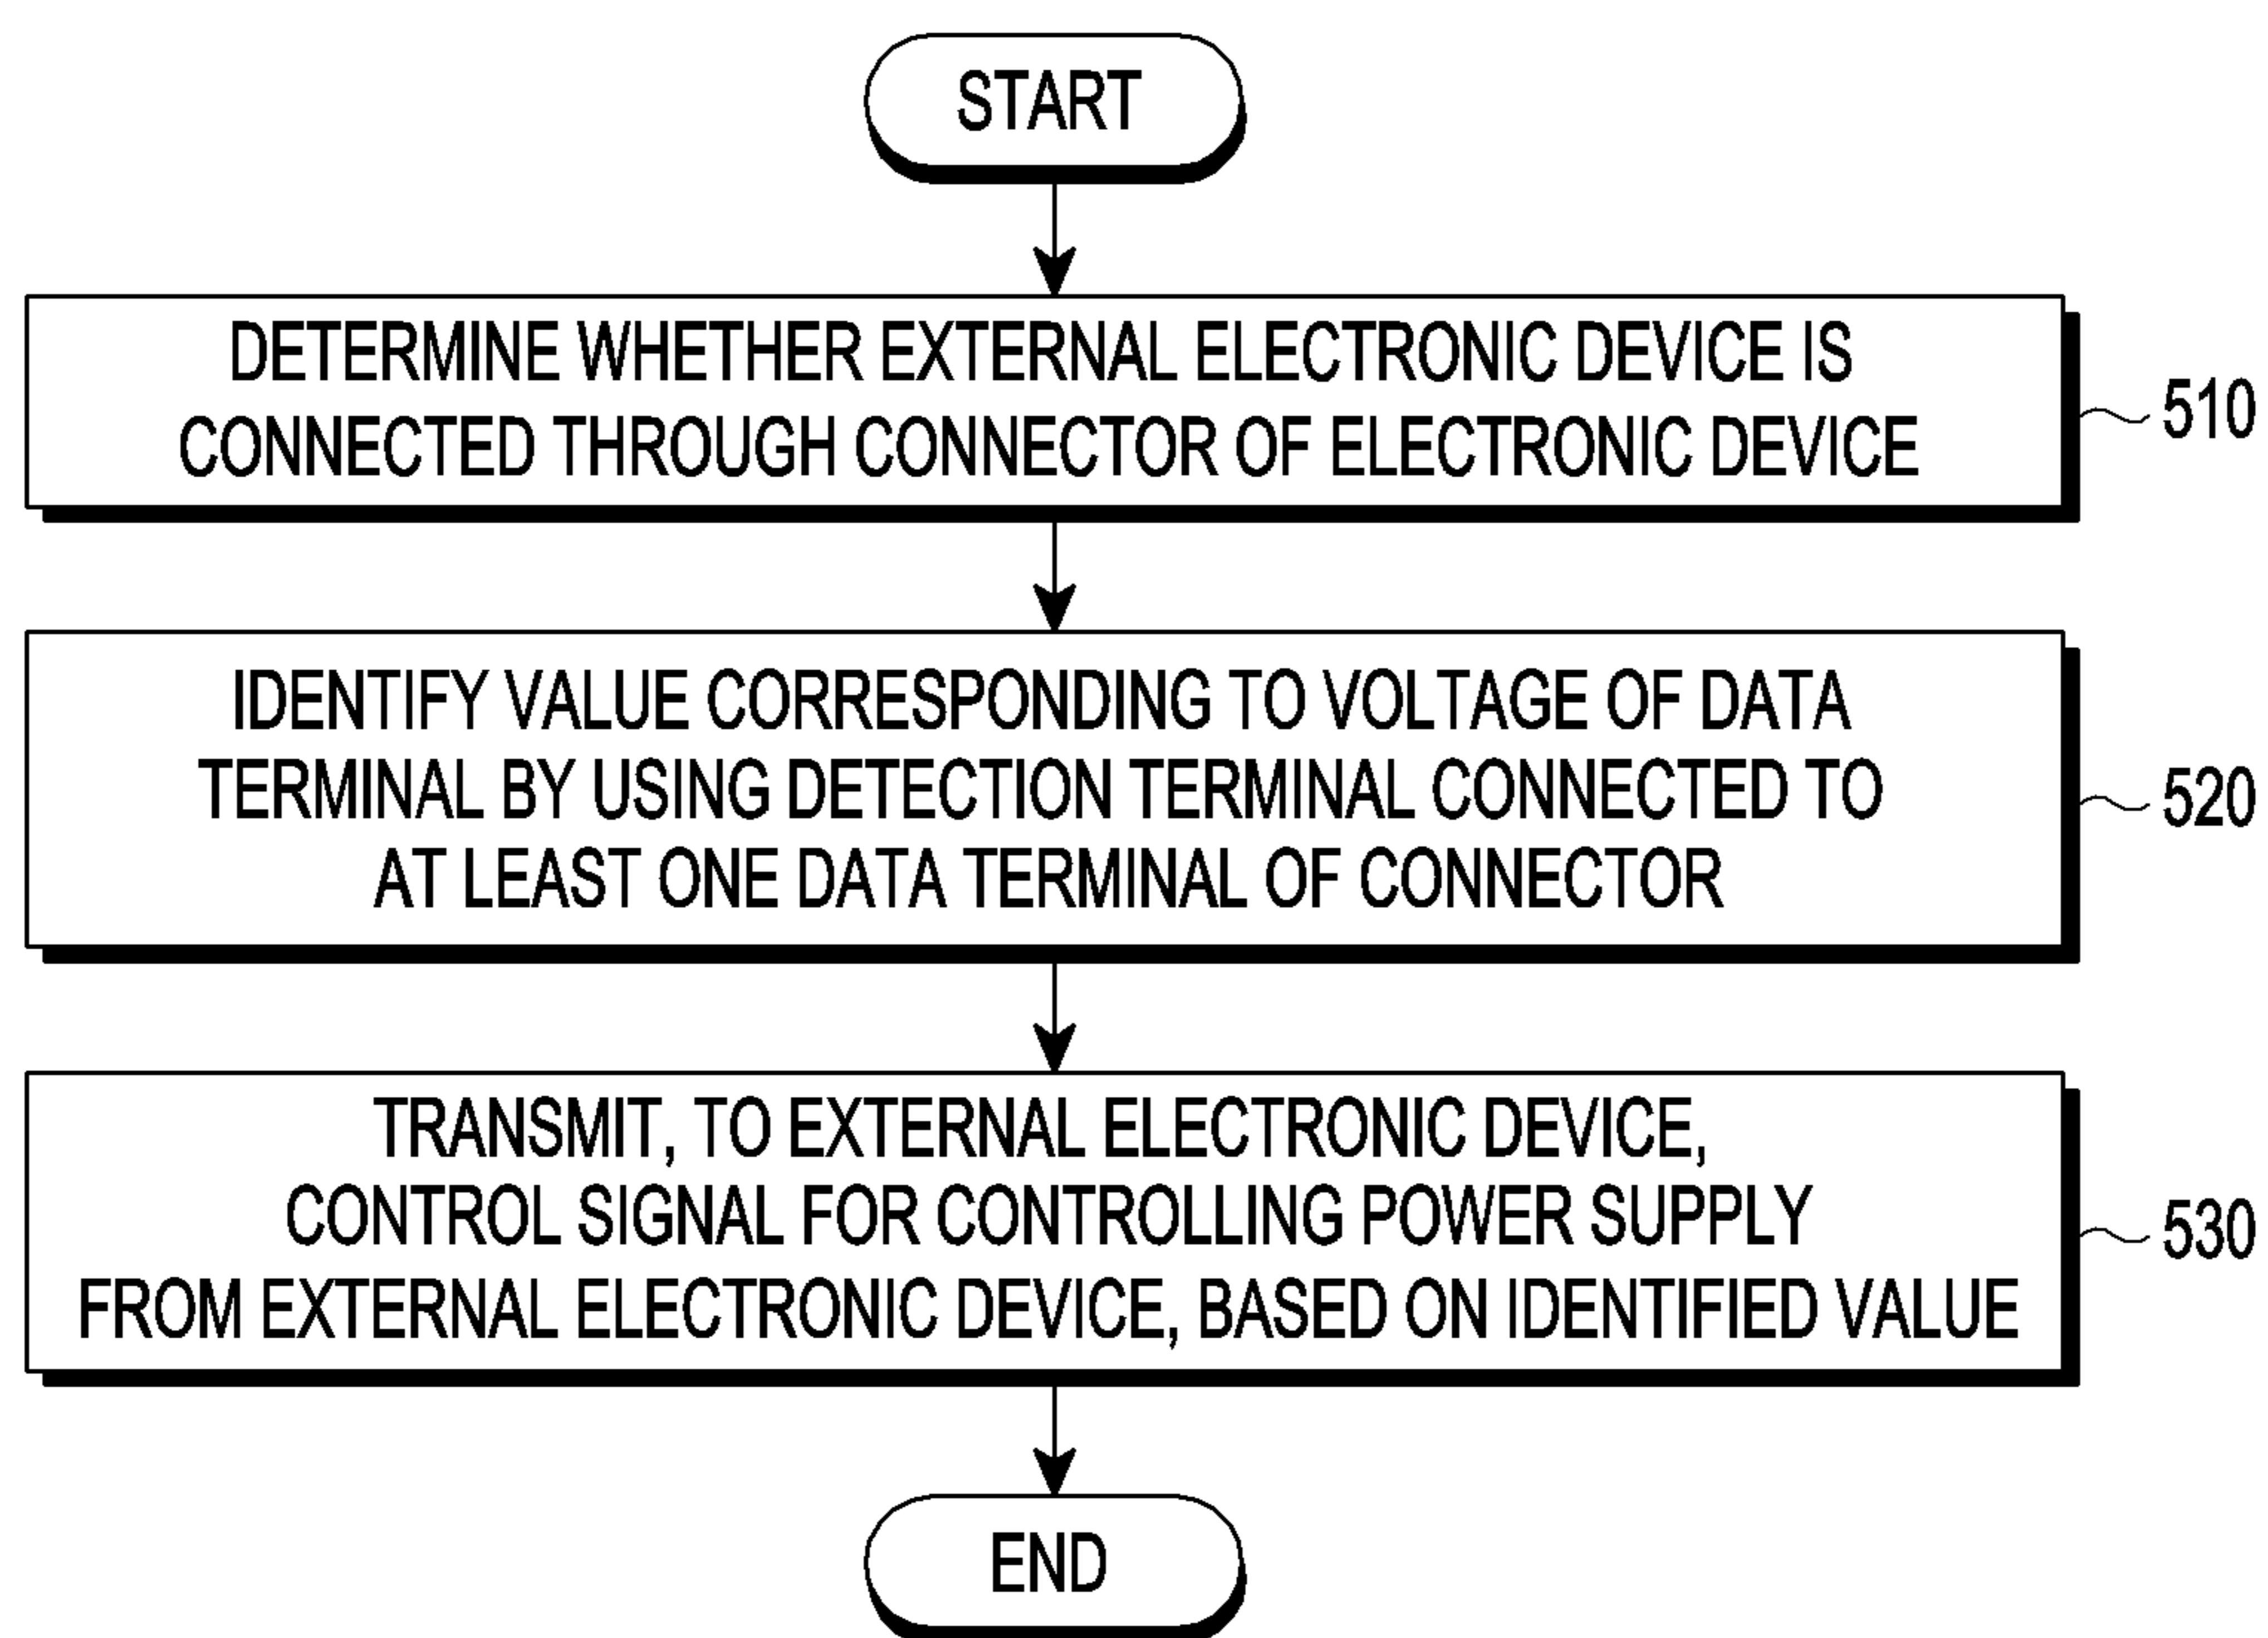 START
DETERMINE WHETHER EXTERNAL ELECTRONIC DEVICE IS
CONNECTED THROUGH CONNECTOR OF ELECTRONIC DEVICE
510
IDENTIFY VALUE CORRESPONDING TO VOLTAGE OF DATA
TERMINAL BY USING DETECTION TERMINAL CONNECTED TO
AT LEAST ONE DATA TERMINAL OF CONNECTOR
520
TRANSMIT, TO EXTERNAL ELECTRONIC DEVICE,
CONTROL SIGNAL FOR CONTROLLING POWER SUPPLY
FROM EXTERNAL ELECTRONIC DEVICE, BASED ON IDENTIFIED VALUE
530
END